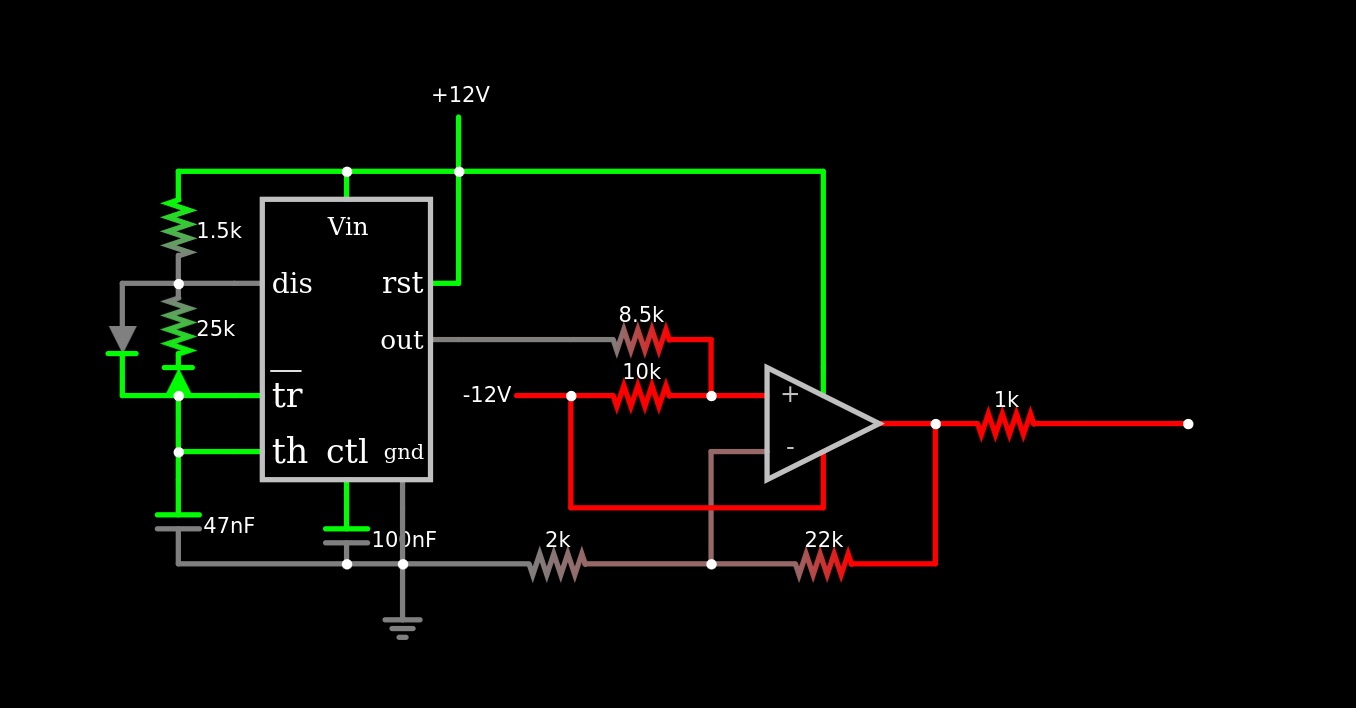 +12V
Vin
1.5k
dis
rst
8.5k
25k
out
10k
tr
-12V
+
1k
th
ctl
gnd
-
47nF
100nF
2k
22k